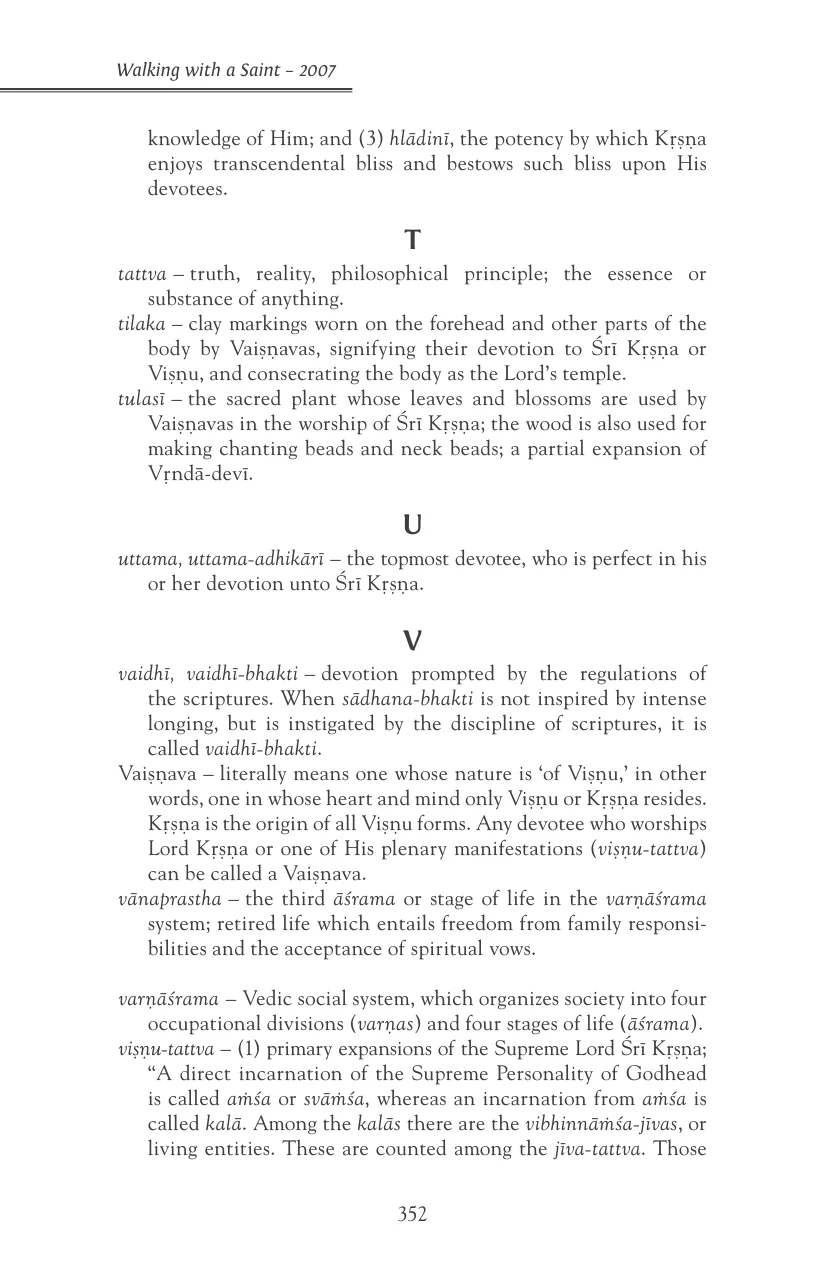 Walking with a Saint – 2007
knowledge of Him; and (3) hlādinī, the potency by which Kṛṣṇa
enjoys transcendental bliss and bestows such bliss upon His
devotees.
T
tattva – truth, reality, philosophical principle; the essence or
substance of anything.
tilaka – clay markings worn on the forehead and other parts of the
body by Vaiṣṇavas, signifying their devotion to Śrī Kṛṣṇa or
Viṣṇu, and consecrating the body as the Lord’s temple.
tulasī – the sacred plant whose leaves and blossoms are used by
Vaiṣṇavas in the worship of Śrī Kṛṣṇa; the wood is also used for
making chanting beads and neck beads; a partial expansion of
Vṛndā-devī.
U
uttama, uttama-adhikārī – the topmost devotee, who is perfect in his
or her devotion unto Śrī Kṛṣṇa.
V
vaidhī, vaidhī-bhakti – devotion prompted by the regulations of
the scriptures. When sādhana-bhakti is not inspired by intense
longing, but is instigated by the discipline of scriptures, it is
called vaidhī-bhakti.
Vaiṣṇava – literally means one whose nature is ‘of Viṣṇu,’ in other
words, one in whose heart and mind only Viṣṇu or Kṛṣṇa resides.
Kṛṣṇa is the origin of all Viṣṇu forms. Any devotee who worships
Lord Kṛṣṇa or one of His plenary manifestations (viṣṇu-tattva)
can be called a Vaiṣṇava.
vānaprastha – the third āśrama or stage of life in the varṇāśrama
system; retired life which entails freedom from family responsi-
bilities and the acceptance of spiritual vows.
varṇāśrama – Vedic social system, which organizes society into four
occupational divisions (varṇas) and four stages of life (āśrama).
viṣṇu-tattva – (1) primary expansions of the Supreme Lord Śrī Kṛṣṇa;
“A direct incarnation of the Supreme Personality of Godhead
is called aṁśa or svāṁśa, whereas an incarnation from aṁśa is
called kalā. Among the kalās there are the vibhinnāṁśa-jīvas, or
living entities. These are counted among the jīva-tattva. Those
352